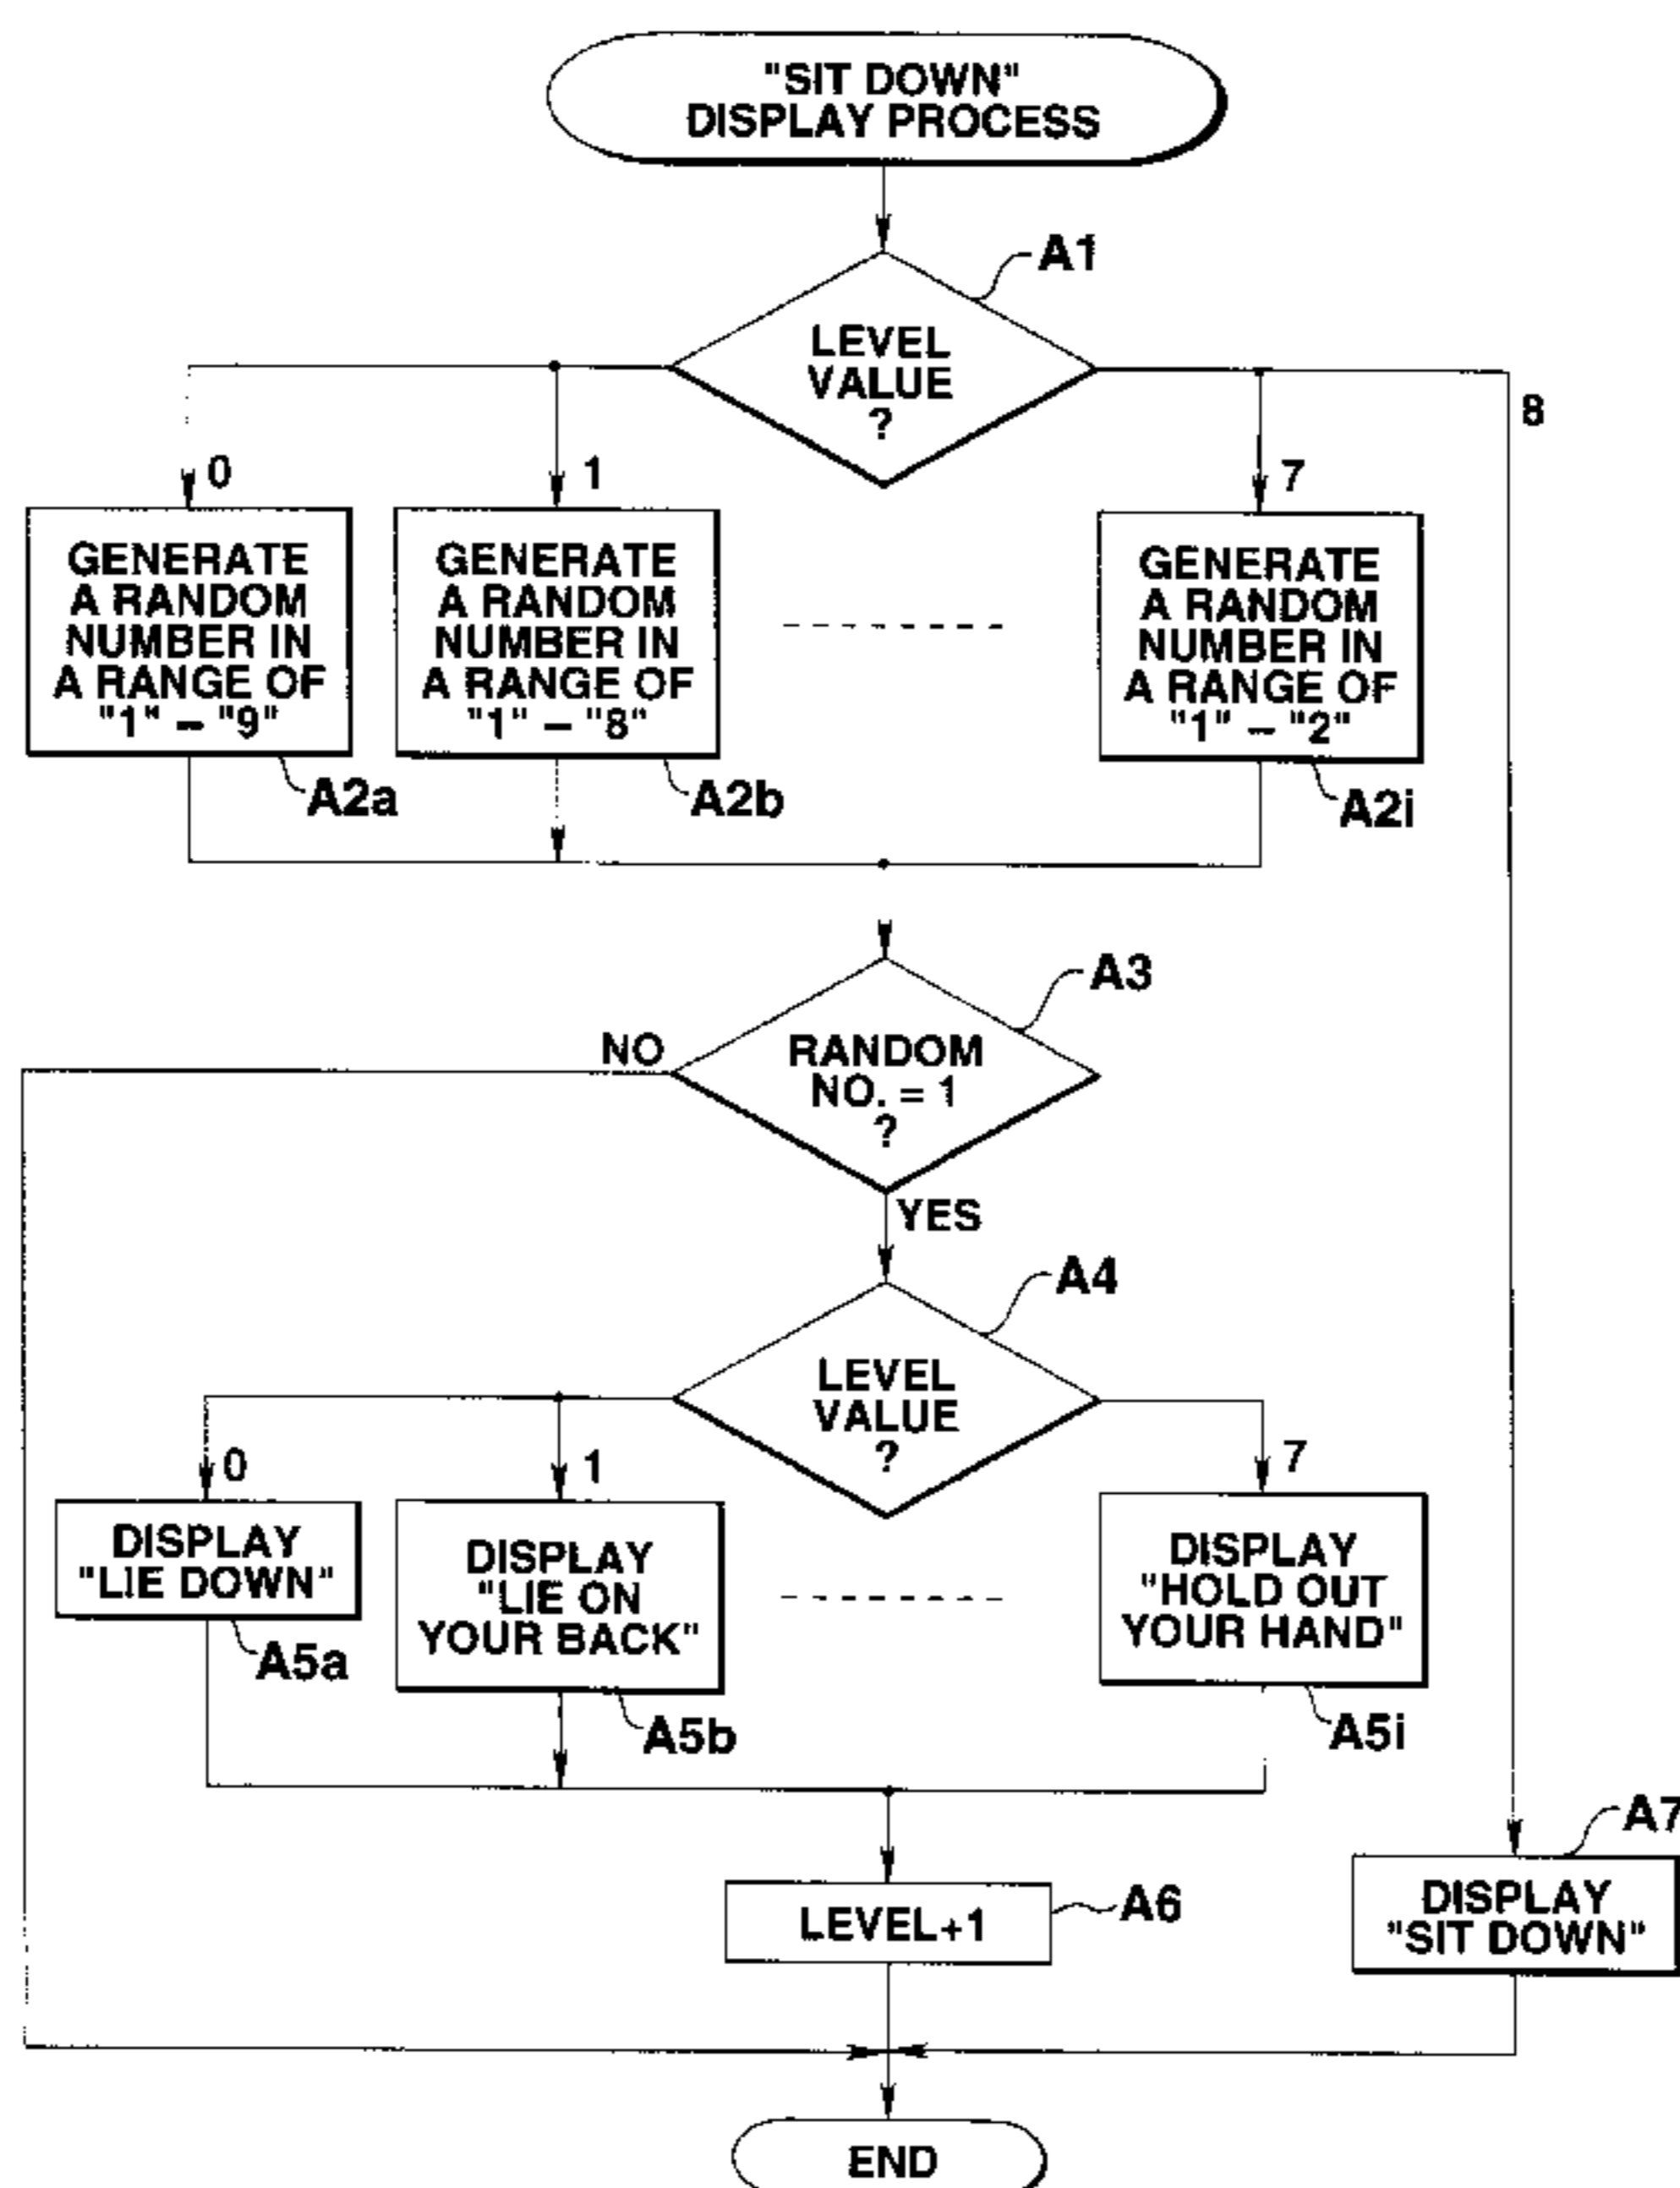 "SIT DOWN"
DISPLAY PROCESS
A1
LEVEL
VALUE
?
8
0
1
7
GENERATE
A RANDOM
NUMBER IN
A RANGE OF
"1" – "9"
GENERATE
A RANDOM
NUMBER IN
A RANGE OF
"1" – "8"
GENERATE
A RANDOM
NUMBER IN
A RANGE OF
"1" – "2"
A2a
A2b
A2i
A3
NO
RANDOM
NO. = 1
?
YES
A4
LEVEL
VALUE
?
0
1
7
DISPLAY
"LIE DOWN"
DISPLAY
"LIE ON
YOUR BACK"
DISPLAY
"HOLD OUT
YOUR HAND"
A5a
A5b
A5i
A7
LEVEL+1
A6
DISPLAY
"SIT DOWN"
END